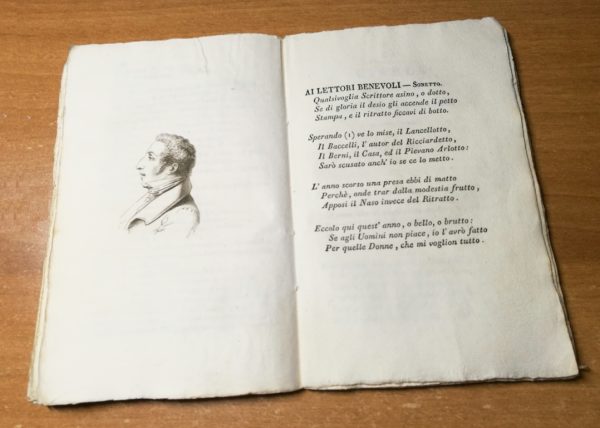 AI LETTORI BENEVOLI — SONETTO.
Qualsivoglia Scrittore asino, o dotto,
Se di gloria il desio gli accende il petto
Stampa, e il ritratto ficcavi di botto.
Sperando (1) ve lo mise, il Lancellotto,
Il Baccelli, l' autor del Ricciardetto,
Il Berni, il Casa, ed il Pievano Arlotto:
Sarò scusato anch' io se ce lo metto.
L' anno scorso una presa ebbi di matto
Perchè, onde trar dalla modestia frutto,
Apposi il Naso invece del Ritratto.
Eccolo qui quest' anno, o bello, o brutto:
Se agli Uomini non piace, io l' avrò fatto
Per quelle Donne, che mi voglion tutto.